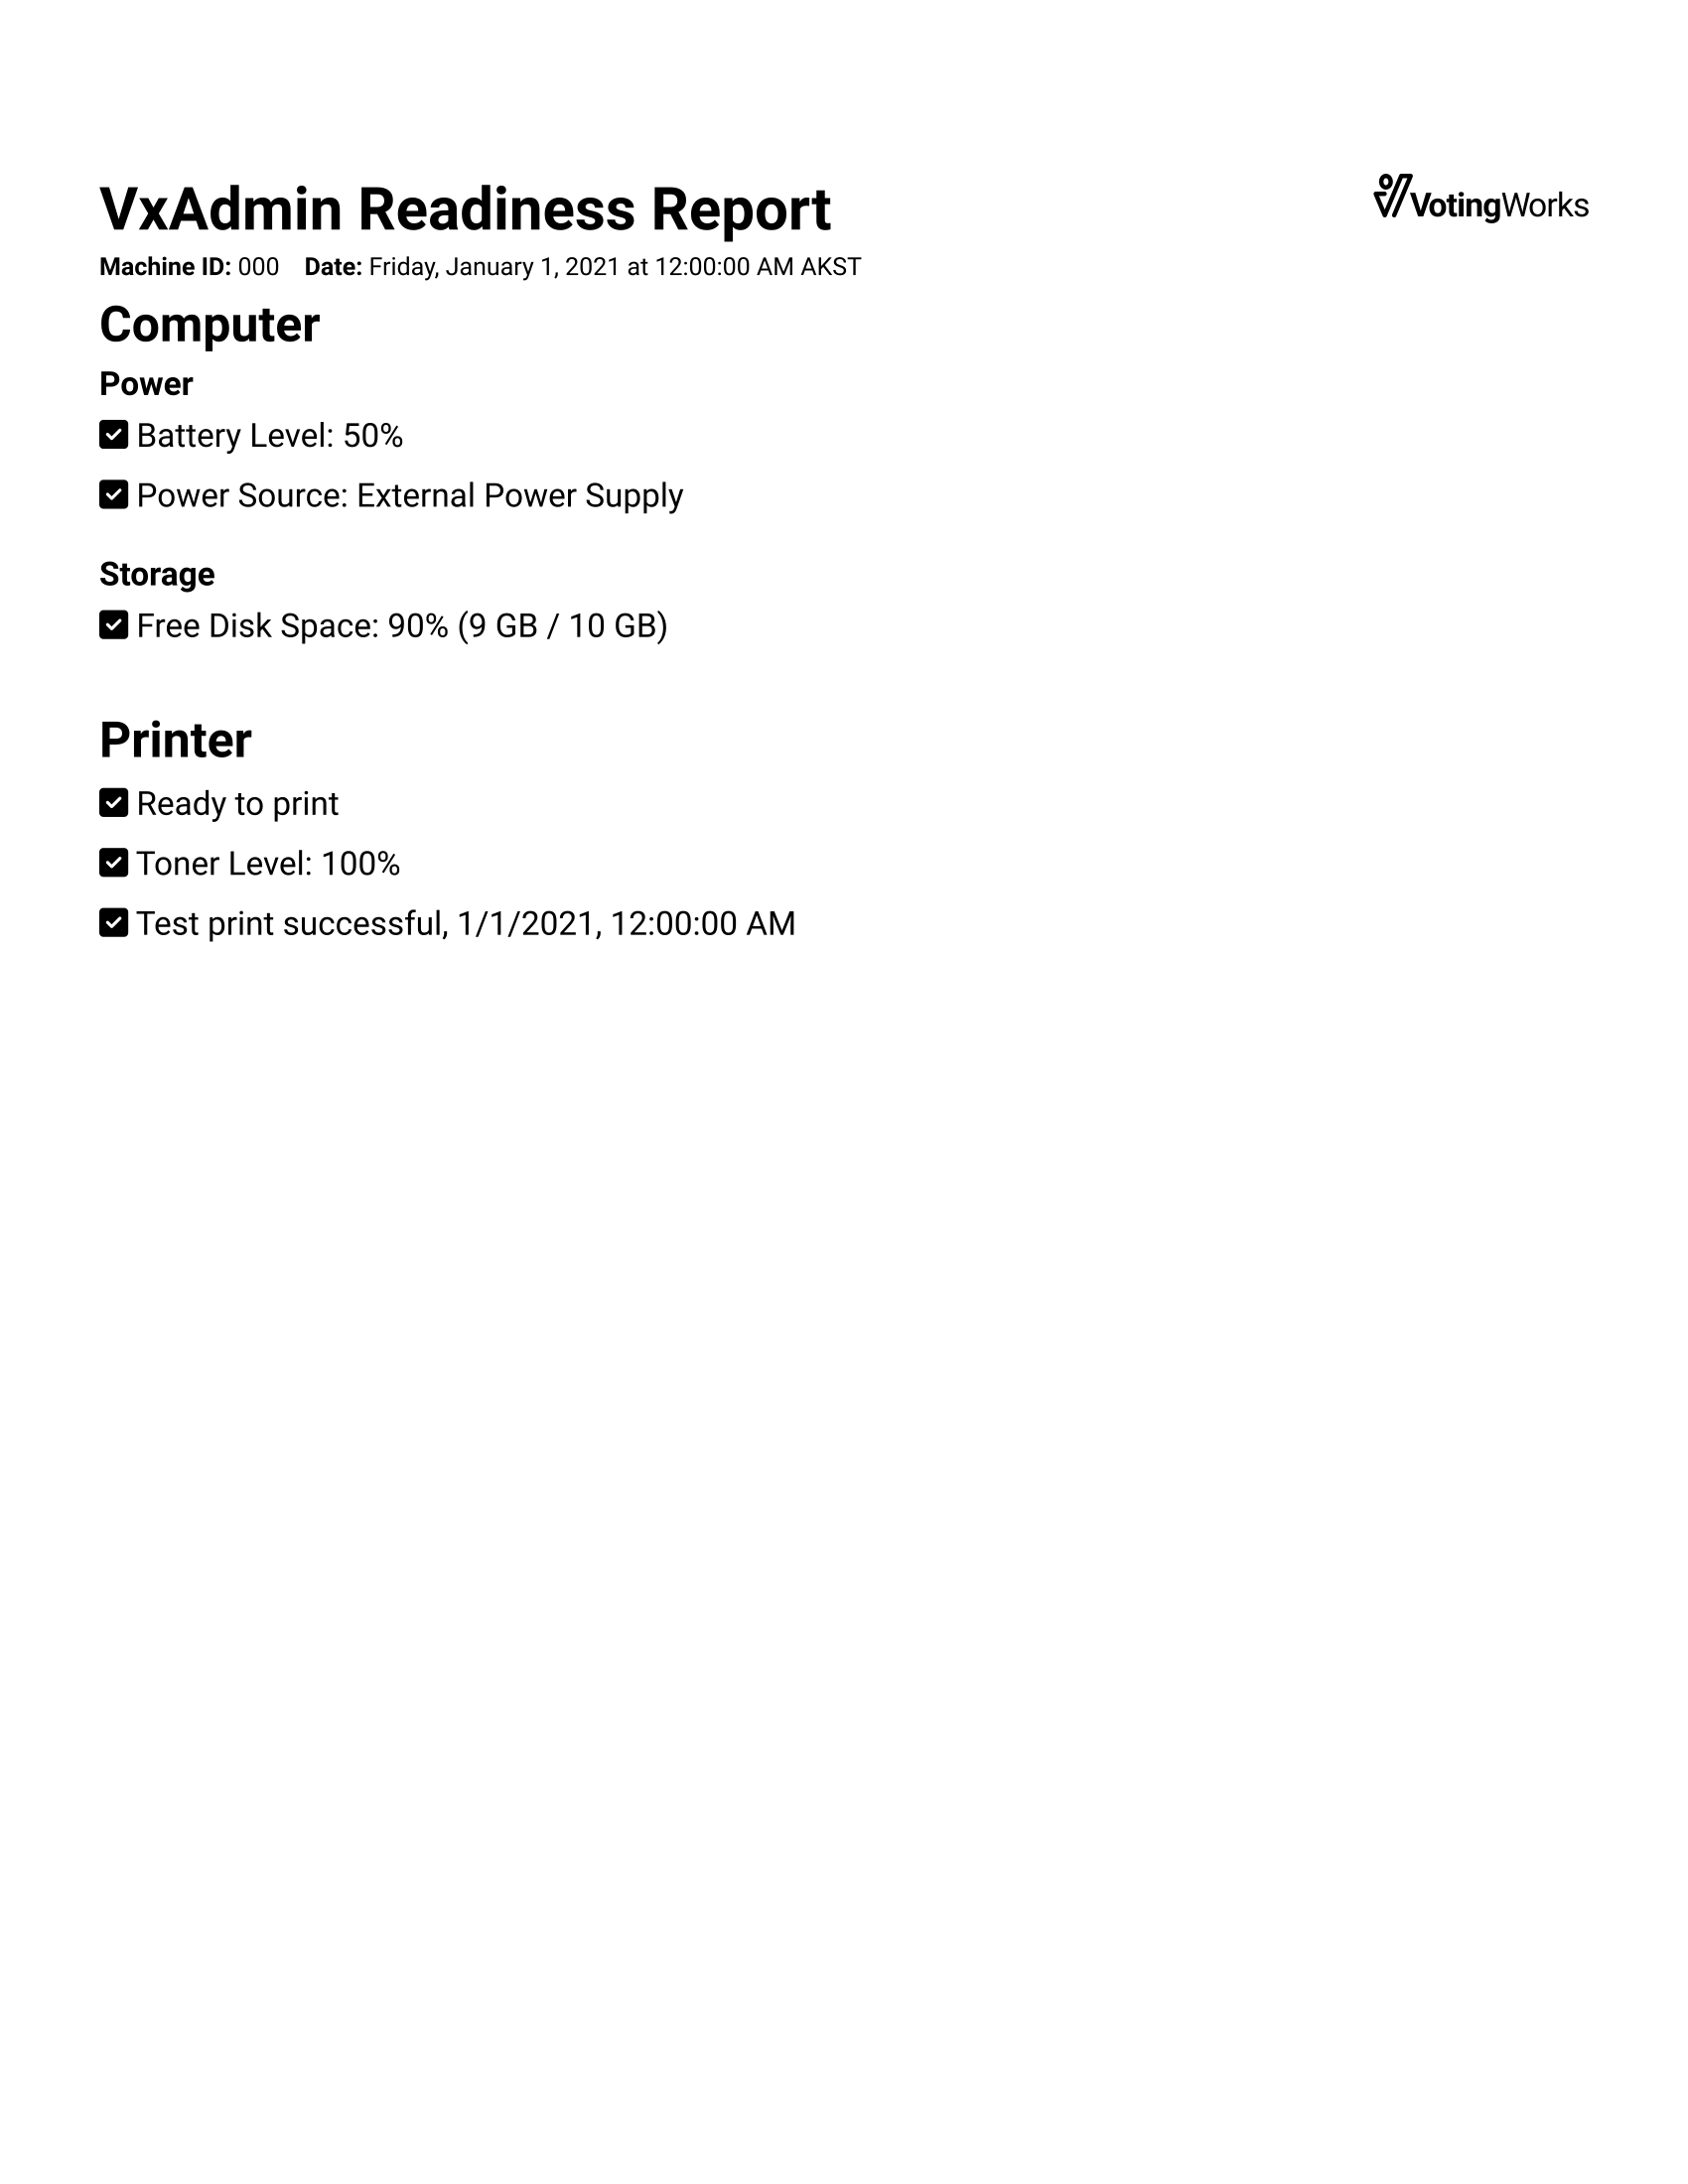 VxAdmin Readiness Report
VotingWorks
Machine ID: 000 Date: Friday, January 1, 2021 at 12:00:00 AM AKST
Computer
Power
Battery Level: 50%
Power Source: External Power Supply
Storage
Free Disk Space: 90% (9 GB / 10 GB)
Printer
Ready to print
Toner Level: 100%
Test print successful, 1/1/2021, 12:00:00 AM